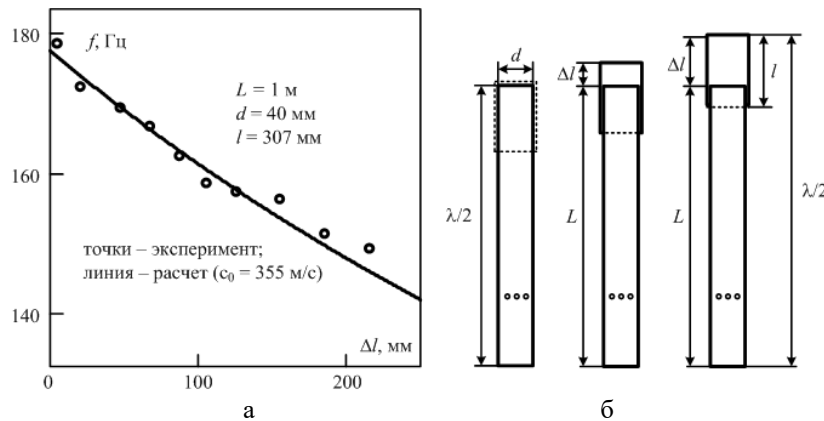 180
f, Гц
L = 1 м
d = 40 мм
l = 307 мм
160
точки – эксперимент;
линия – расчет (c₀ = 355 м/с)
140
Δl, мм
0
100
200
а
d
λ/2
Δl
L
Δl
l
L
λ/2
б